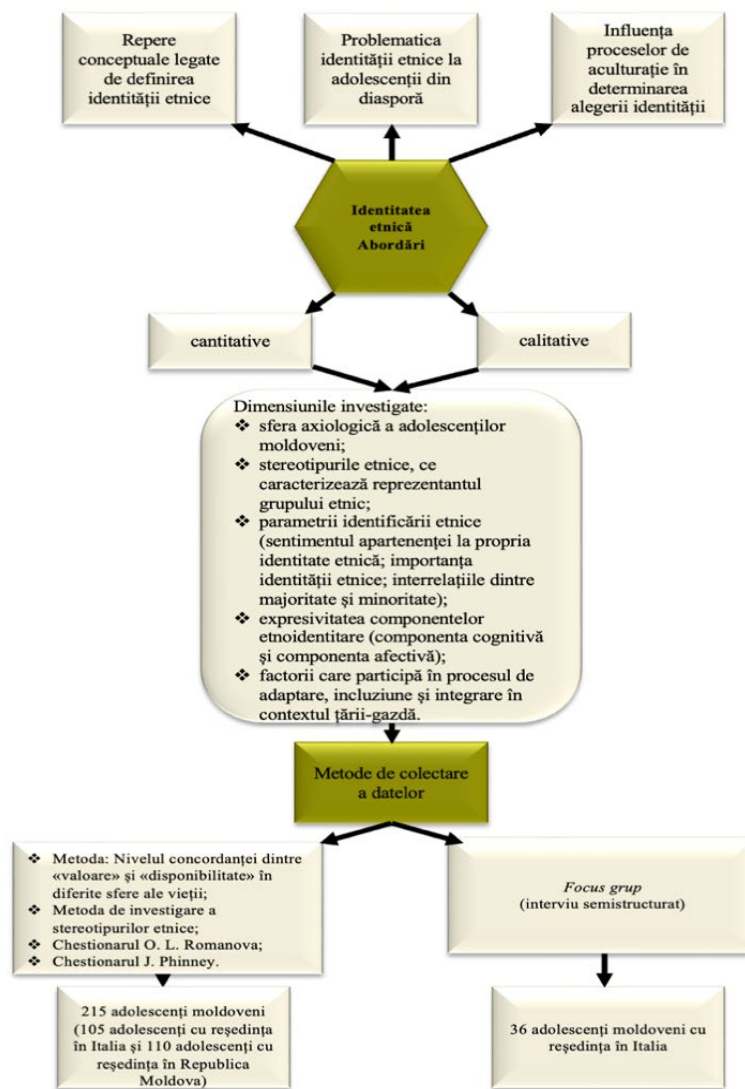 Repere
conceptuale legate
de definirea
identității etnice
Problematica
identității etnice la
adolescenții din
diasporă
Influența
proceselor de
aculturație în
determinarea
alegerii identității
Identitatea
etnică
Abordări
cantitative
calitative
Dimensiunile investigate:
❖ sfera axiologică a adolescenților
moldoveni;
❖ stereotipurile etnice, ce
caracterizează reprezentantul
grupului etnic;
❖ parametrii identificării etnice
(sentimentul apartenenței la propria
identitate etnică; importanța
identității etnice; interrelațiile dintre
majoritate și minoritate);
❖ expresivitatea componentelor
etnoidentitare (componenta cognitivă
și componenta afectivă);
❖ factorii care participă în procesul de
adaptare, incluziune și integrare în
contextul țării-gazdă.
Metode de colectare
a datelor
❖ Metoda: Nivelul concordanței dintre
«valoare» și «disponibilitate» în
diferite sfere ale vieții;
❖ Metoda de investigare a
stereotipurilor etnice;
❖ Chestionarul O. L. Romanova;
❖ Chestionarul J. Phinney.
Focus grup
(interviu semistructurat)
215 adolescenți moldoveni
(105 adolescenți cu reședința
în Italia și 110 adolescenți cu
reședința în Republica
Moldova)
36 adolescenți moldoveni cu
reședința în Italia